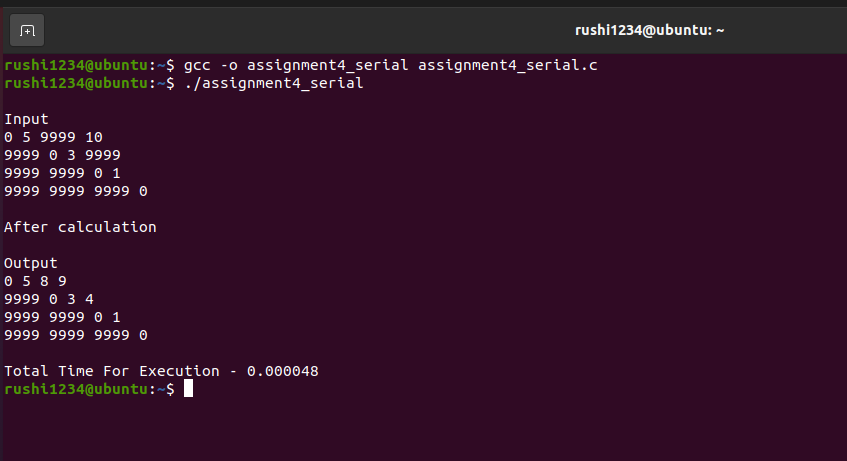 rushi1234@ubuntu: ~
rushi1234@ubuntu:~$ gcc -o assignment4_serial assignment4_serial.c
rushi1234@ubuntu:~$ ./assignment4_serial
Input
0 5 9999 10
9999 0 3 9999
9999 9999 0 1
9999 9999 9999 0
After calculation
Output
0 5 8 9
9999 0 3 4
9999 9999 0 1
9999 9999 9999 0
Total Time For Execution - 0.000048
rushi1234@ubuntu:~$